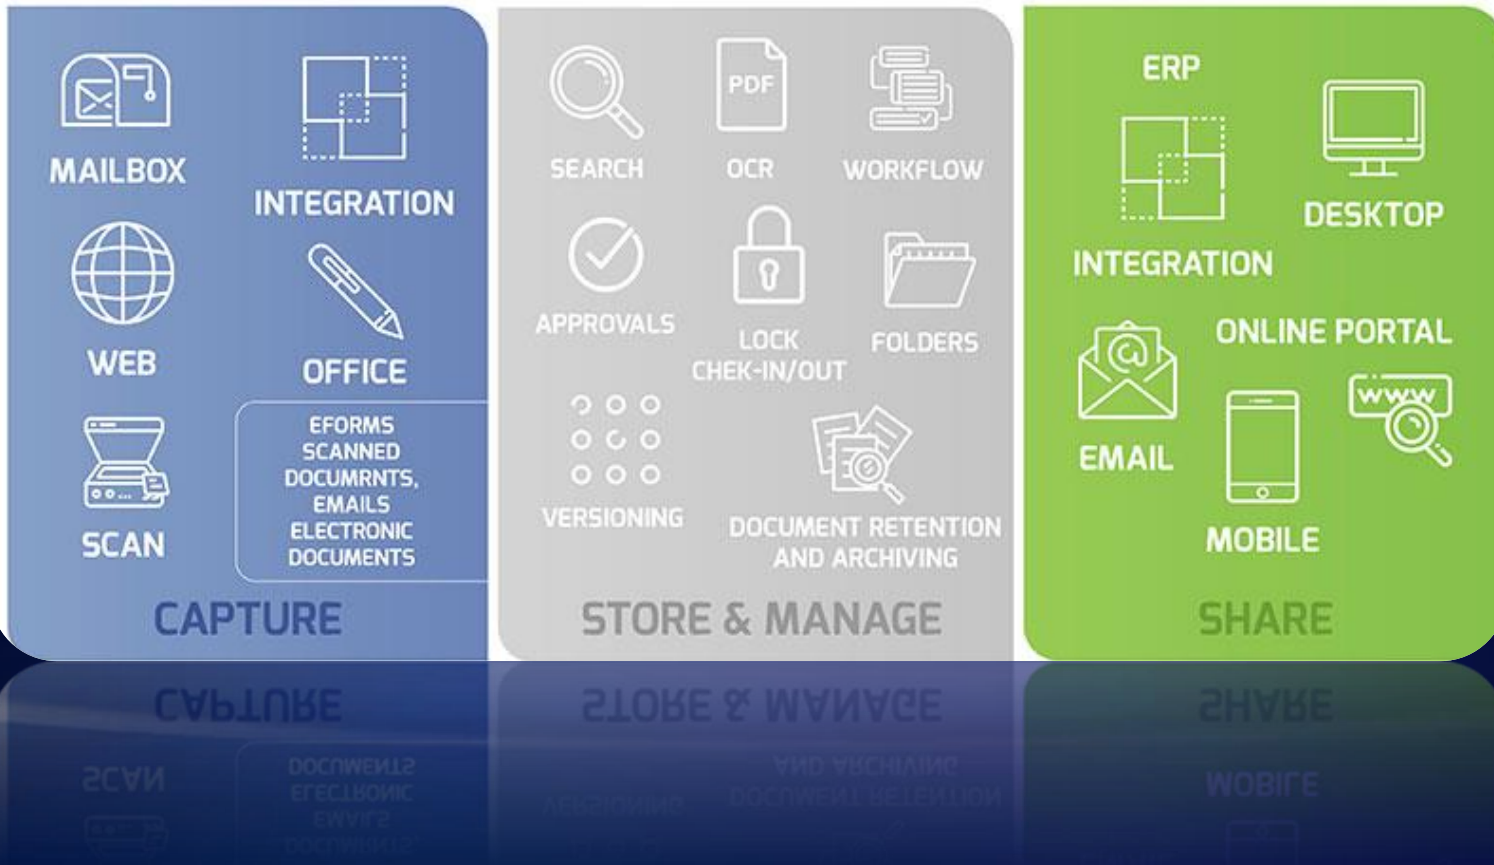 MAILBOX
INTEGRATION
WEB
OFFICE
SCAN
EFORMS
SCANNED
DOCUMRNTS,
EMAILS
ELECTRONIC
DOCUMENTS
CAPTURE
PDF
SEARCH
OCR
WORKFLOW
APPROVALS
LOCK
CHEK-IN/OUT
FOLDERS
VERSIONING
DOCUMENT RETENTION
AND ARCHIVING
STORE & MANAGE
ERP
INTEGRATION
DESKTOP
ONLINE PORTAL
www
@
EMAIL
MOBILE
SHARE